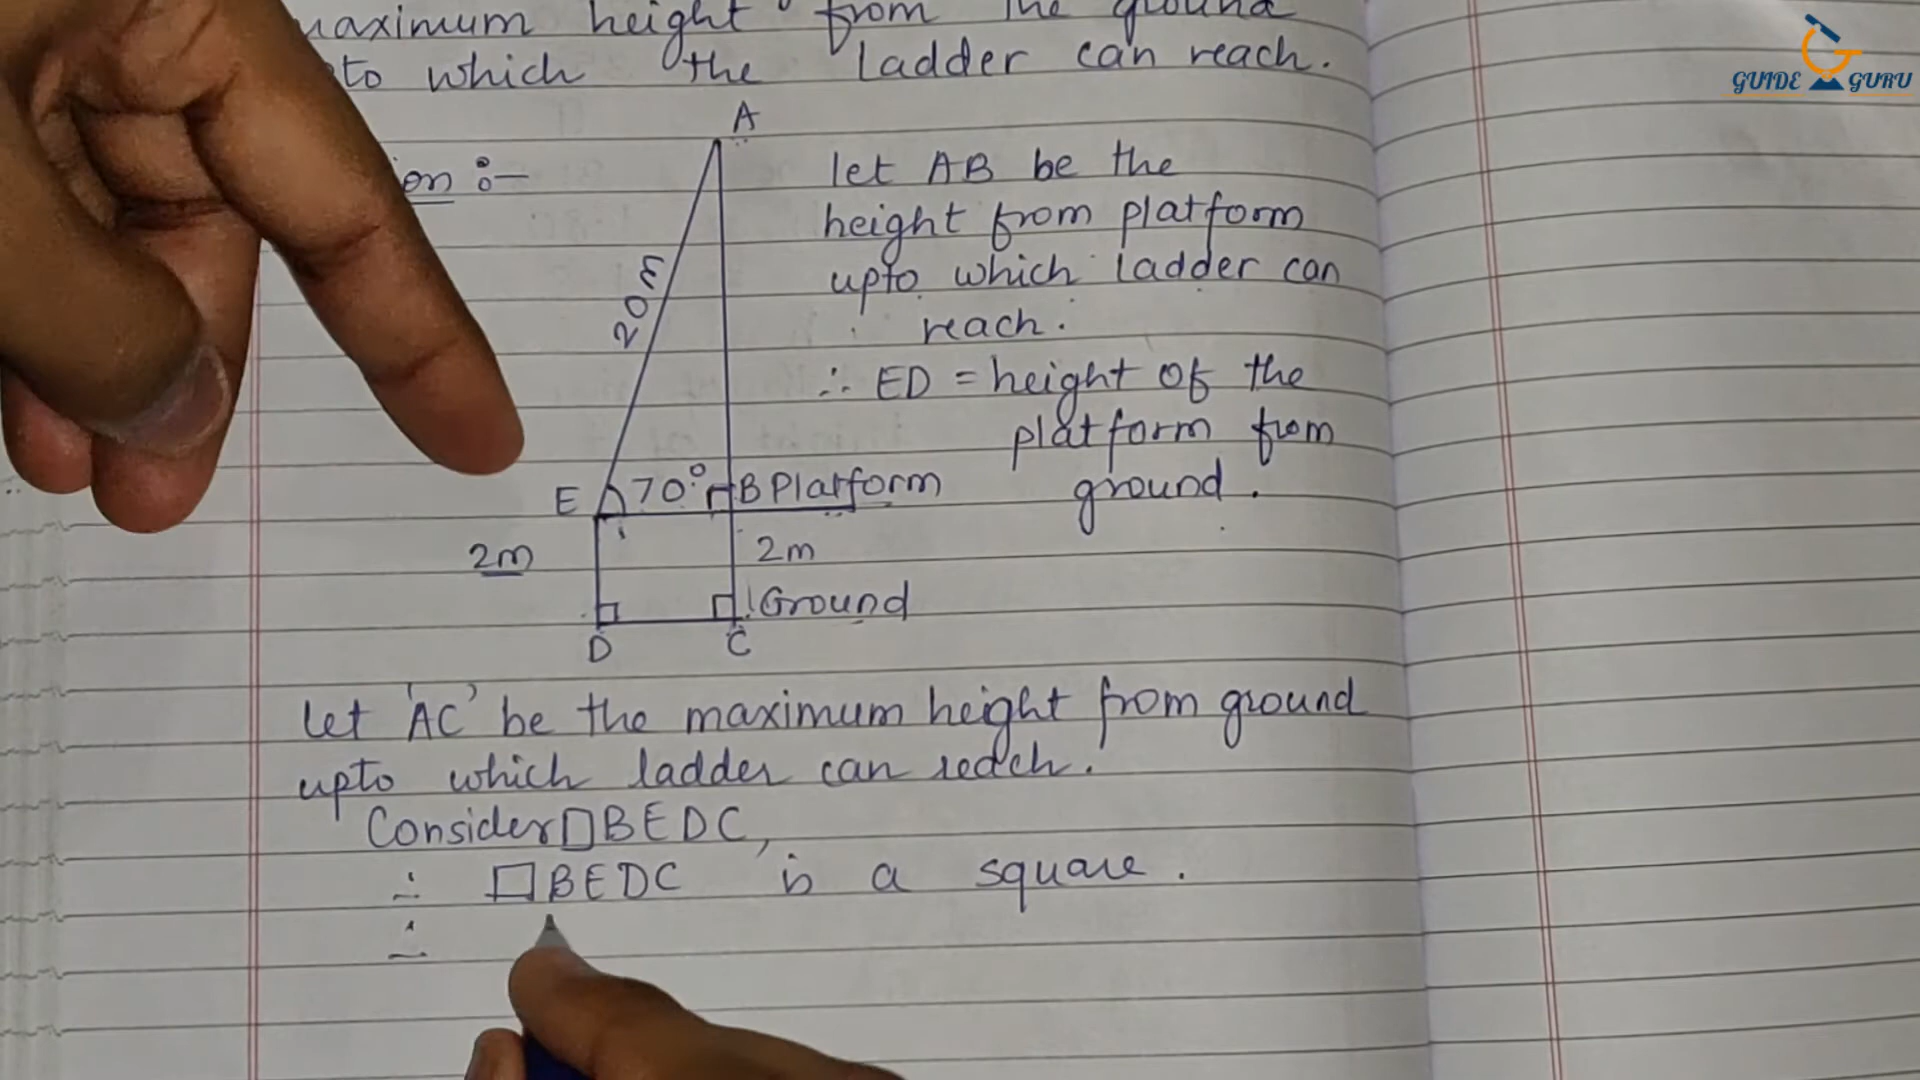 maximum height from the ground
to which the ladder can reach.
GUIDE GURU
A
on :-
let AB be the
height from platform
upto which ladder can
reach.
20m
∴ ED = height of the
platform from
ground.
E 70° B Platform
2m 2m
Ground
D C
let 'AC' be the maximum height from ground
upto which ladder can reach.
Consider □BEDC,
∴ □BEDC is a square.
∴